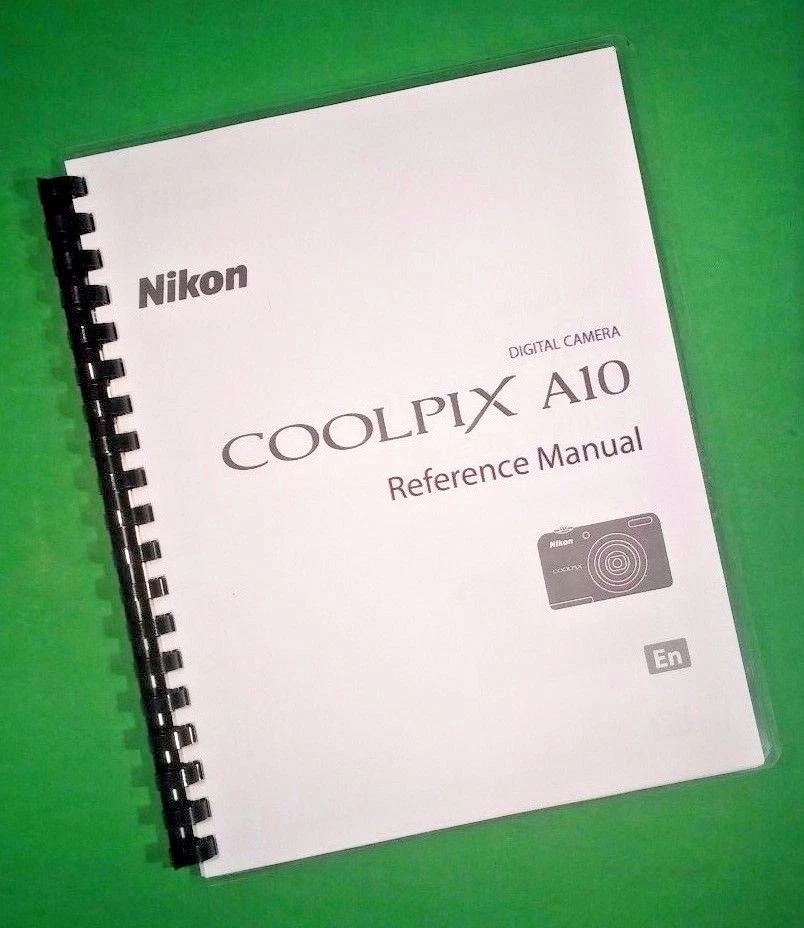 Nikon
DIGITAL CAMERA
COOLPIX A10
Reference Manual
Nikon
COOLPIX
En